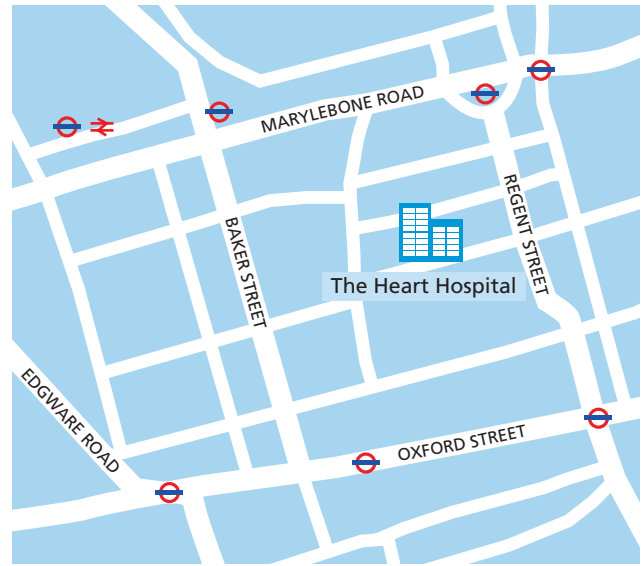 MARYLEBONE ROAD
REGENT STREET
BAKER STREET
The Heart Hospital
EDGWARE ROAD
OXFORD STREET